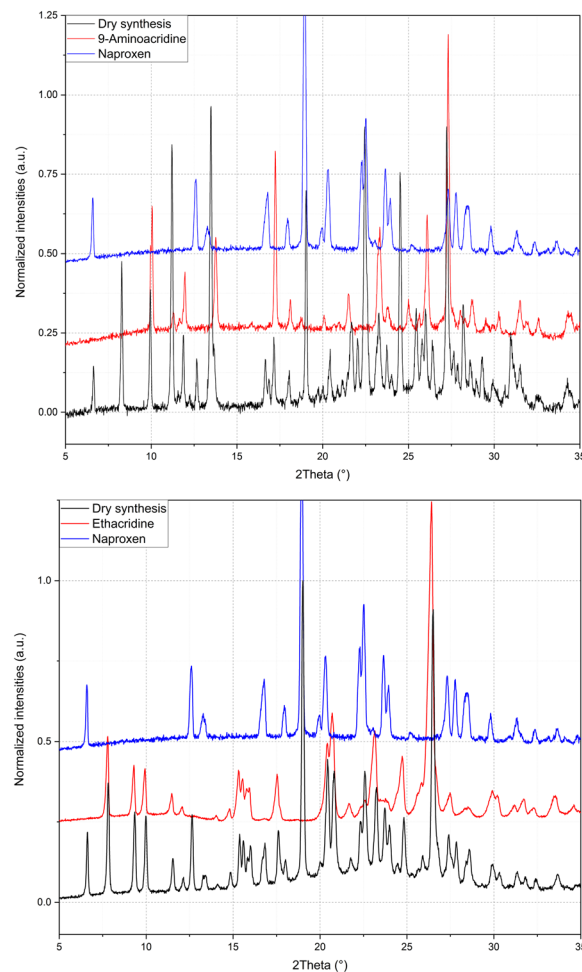 Dry synthesis
9-Aminoacridine
Naproxen
1.25
1.00
0.75
0.50
0.25
0.00
Normalized intensities (a.u.)
5 10 15 20 25 30 35
2Theta (°)
Dry synthesis
Ethacridine
Naproxen
1.0
0.5
0.0
Normalized intensities (a.u.)
5 10 15 20 25 30 35
2Theta (°)